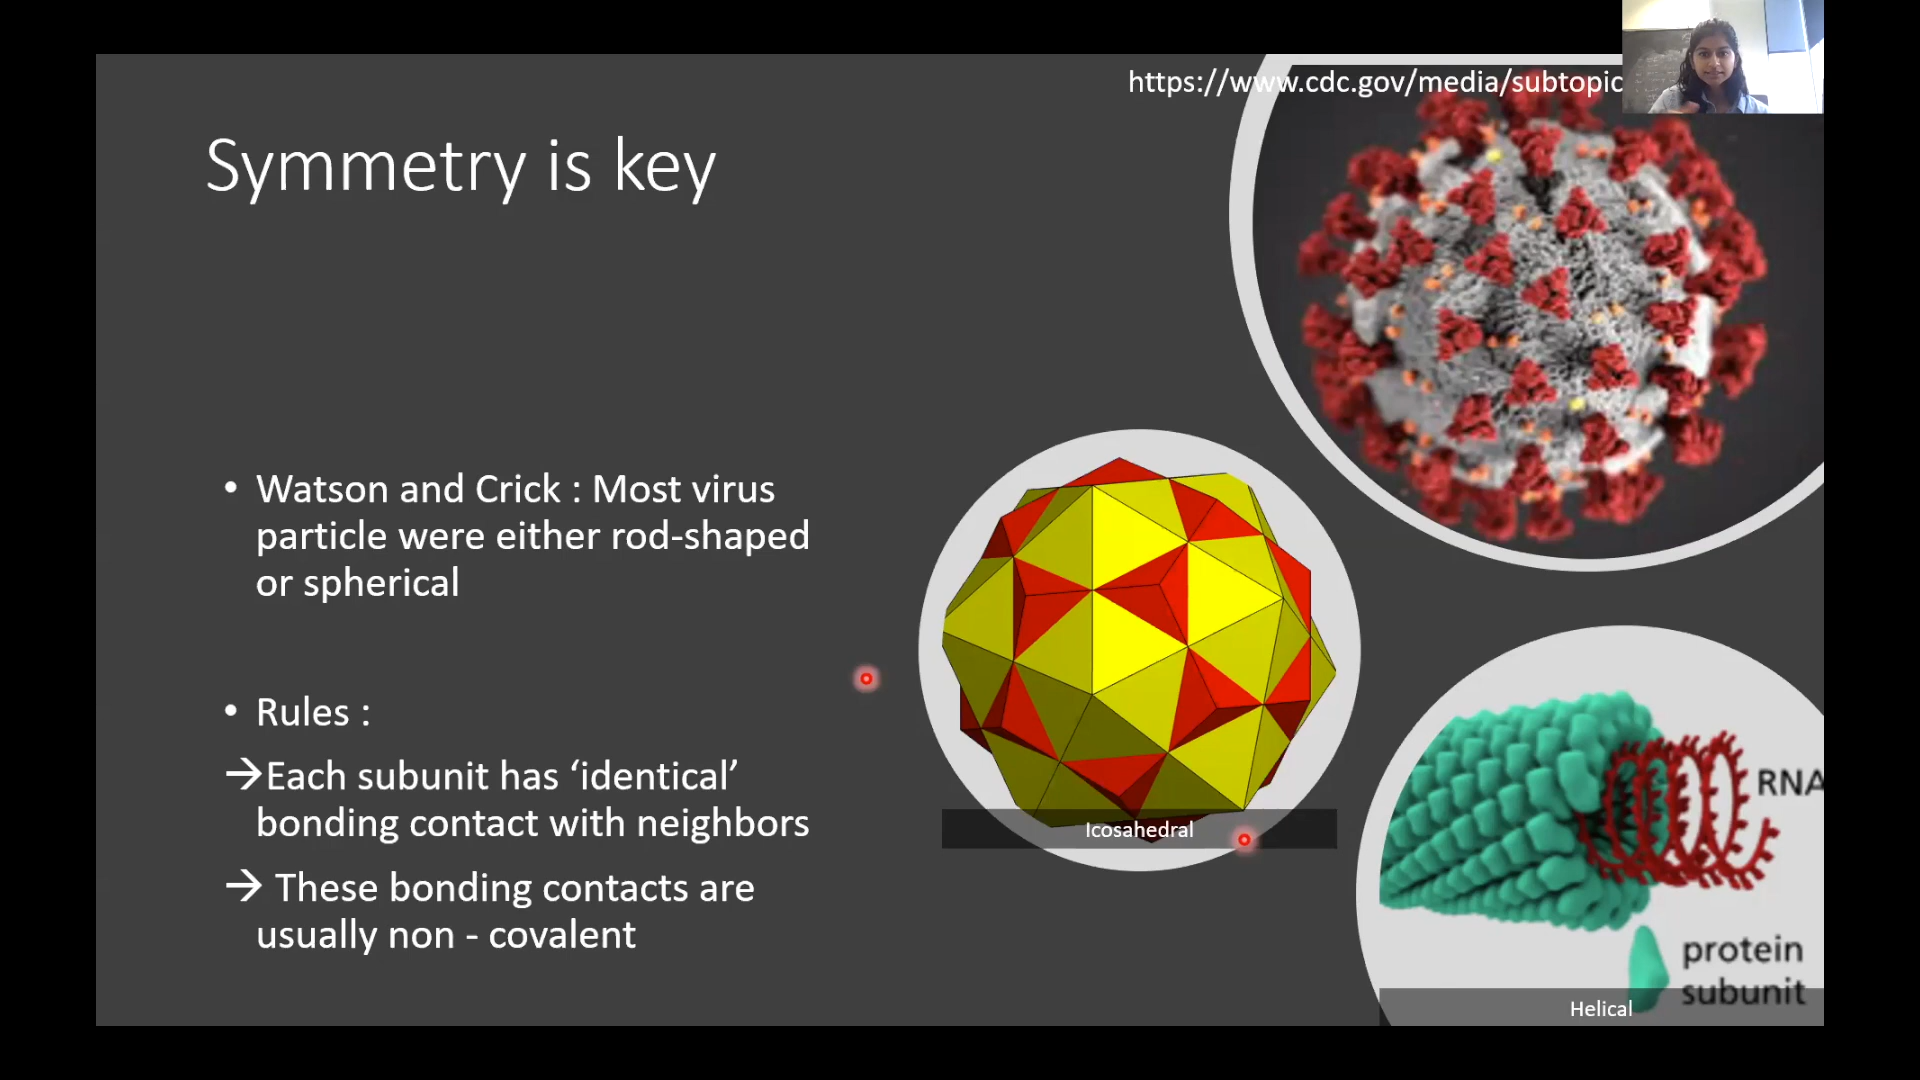 https://www.cdc.gov/media/subtopic
Symmetry is key
• Watson and Crick : Most virus
particle were either rod-shaped
or spherical
• Rules :
→Each subunit has ‘identical’
bonding contact with neighbors
→ These bonding contacts are
usually non - covalent
Icosahedral
RNA
protein
subunit
Helical